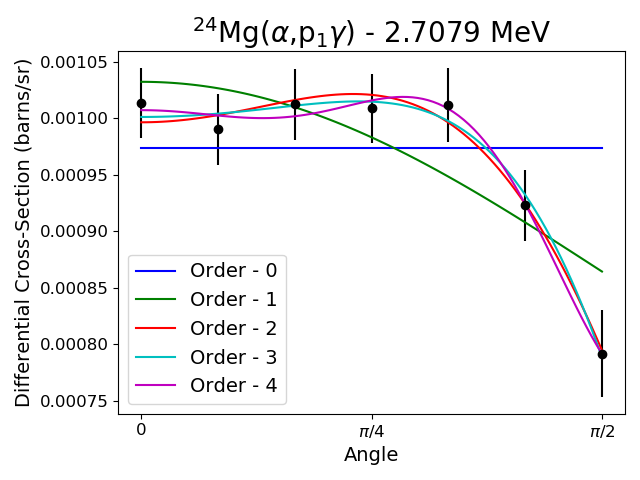 ²⁴Mg(α,p₁γ) - 2.7079 MeV
Differential Cross-Section (barns/sr)
0.00105
0.00100
0.00095
0.00090
0.00085
0.00080
0.00075
Order - 0
Order - 1
Order - 2
Order - 3
Order - 4
0 π/4 π/2
Angle